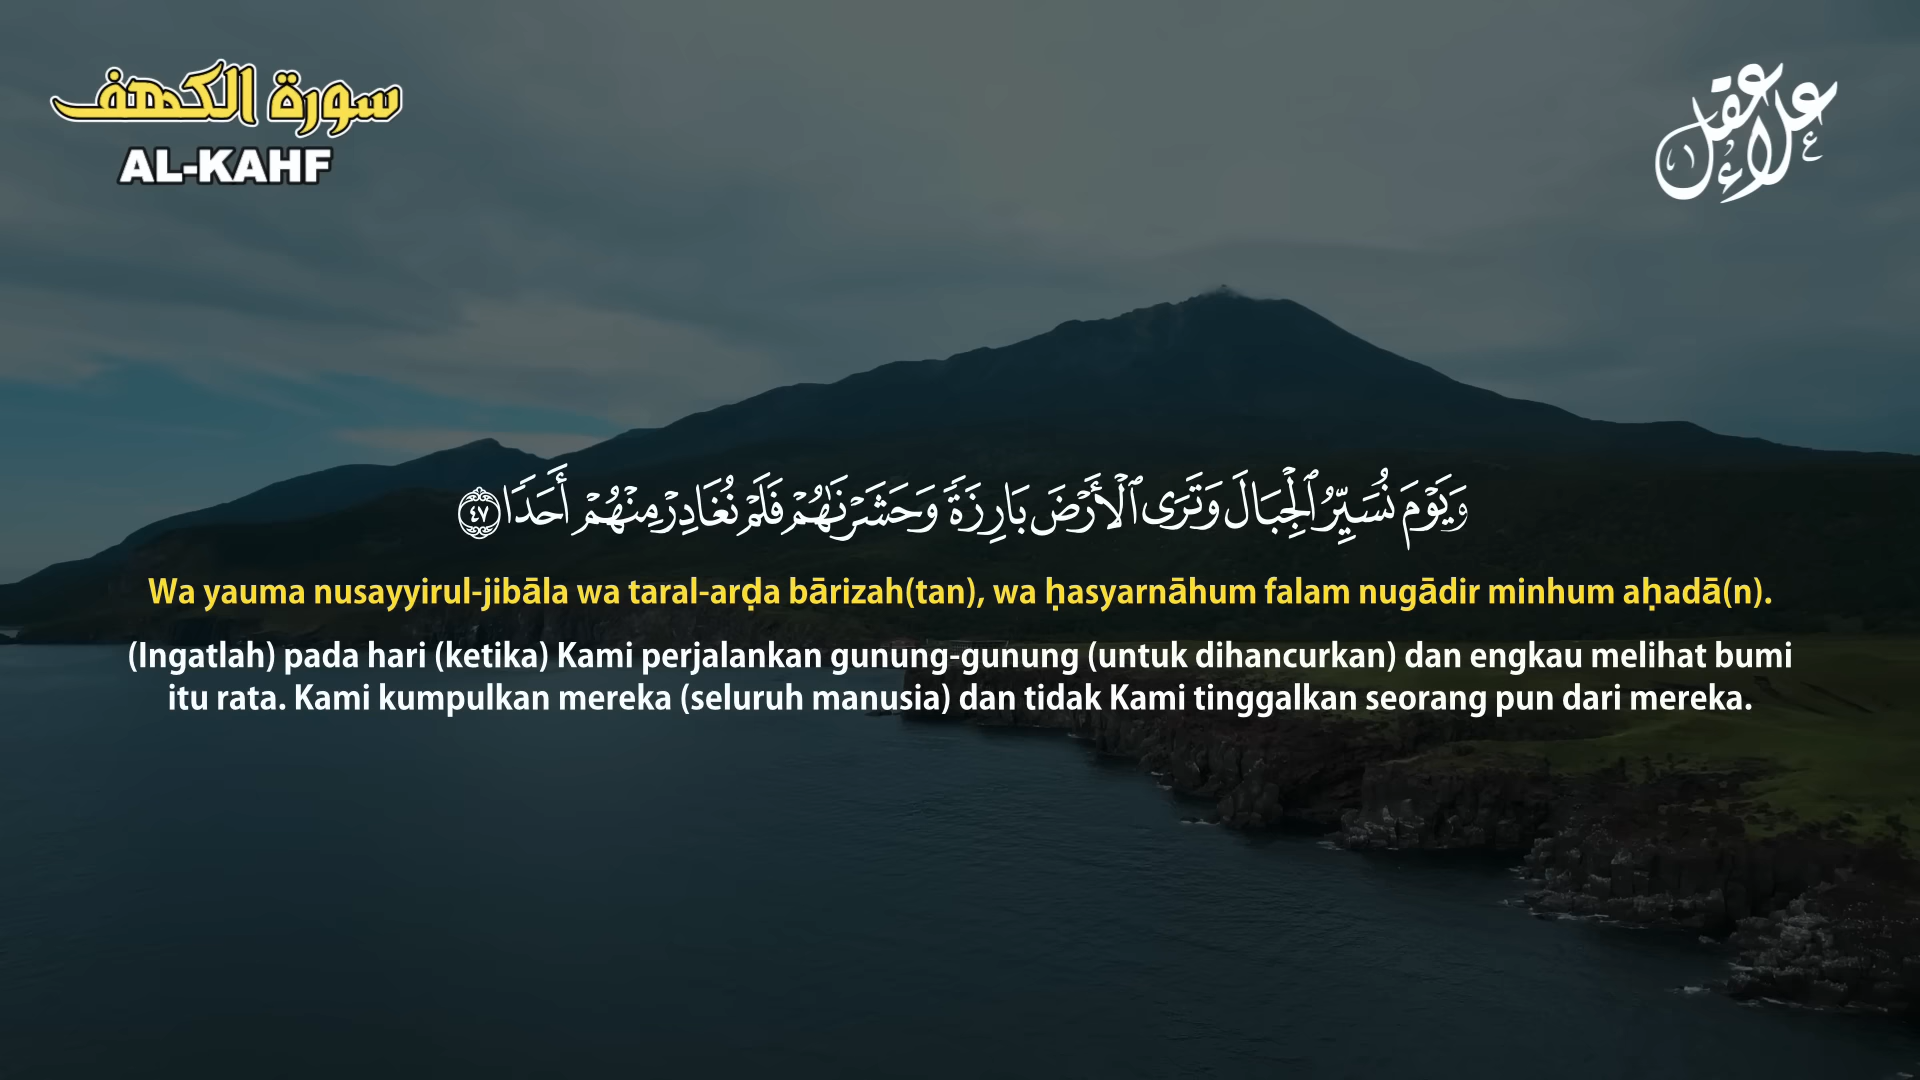 سورة الكهف
AL-KAHF
علاء عقل
وَيَوْمَ نُسَيِّرُ ٱلْجِبَالَ وَتَرَى ٱلْأَرْضَ بَارِزَةً وَحَشَرْنَٰهُمْ فَلَمْ نُغَادِرْ مِنْهُمْ أَحَدًا ٤٧
Wa yauma nusayyirul-jibāla wa taral-arḍa bārizah(tan), wa ḥasyarnāhum falam nugādir minhum aḥadā(n).
(Ingatlah) pada hari (ketika) Kami perjalankan gunung-gunung (untuk dihancurkan) dan engkau melihat bumi
itu rata. Kami kumpulkan mereka (seluruh manusia) dan tidak Kami tinggalkan seorang pun dari mereka.